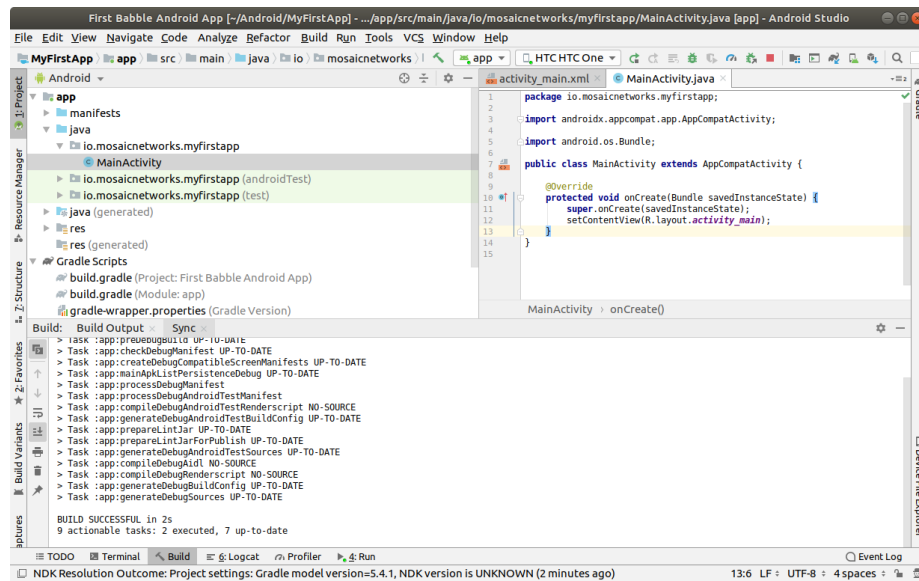 First Babble Android App [~/Android/MyFirstApp] - .../app/src/main/java/io/mosaicnetworks/myfirstapp/MainActivity.java [app] - Android Studio
File Edit View Navigate Code Analyze Refactor Build Run Tools VCS Window Help
MyFirstApp app src main java io mosaicnetworks app HTC HTC One
1: Project
Resource Manager
7: Structure
2: Favorites
Build Variants
Android
app
manifests
java
io.mosaicnetworks.myfirstapp
MainActivity
io.mosaicnetworks.myfirstapp (androidTest)
io.mosaicnetworks.myfirstapp (test)
java (generated)
res
res (generated)
Gradle Scripts
build.gradle (Project: First Babble Android App)
build.gradle (Module: app)
gradle-wrapper.properties (Gradle Version)
activity_main.xml MainActivity.java
1 package io.mosaicnetworks.myfirstapp;
2
3 import androidx.appcompat.app.AppCompatActivity;
4
5 import android.os.Bundle;
6
7 public class MainActivity extends AppCompatActivity {
8
9 @Override
10 protected void onCreate(Bundle savedInstanceState) {
11 super.onCreate(savedInstanceState);
12 setContentView(R.layout.activity_main);
13 }
14 }
15
MainActivity › onCreate()
Build: Build Output Sync
> Task :app:preDebugBuild UP-TO-DATE
> Task :app:checkDebugManifest UP-TO-DATE
> Task :app:createDebugCompatibleScreenManifests UP-TO-DATE
> Task :app:mainApkListPersistenceDebug UP-TO-DATE
> Task :app:processDebugManifest
> Task :app:processDebugAndroidTestManifest
> Task :app:compileDebugAndroidTestRenderscript NO-SOURCE
> Task :app:generateDebugAndroidTestBuildConfig UP-TO-DATE
> Task :app:prepareLintJar UP-TO-DATE
> Task :app:prepareLintJarForPublish UP-TO-DATE
> Task :app:generateDebugAndroidTestSources UP-TO-DATE
> Task :app:compileDebugAidl NO-SOURCE
> Task :app:compileDebugRenderscript NO-SOURCE
> Task :app:generateDebugBuildConfig UP-TO-DATE
> Task :app:generateDebugSources UP-TO-DATE
BUILD SUCCESSFUL in 2s
9 actionable tasks: 2 executed, 7 up-to-date
TODO Terminal Build 6: Logcat Profiler 4: Run Event Log
NDK Resolution Outcome: Project settings: Gradle model version=5.4.1, NDK version is UNKNOWN (2 minutes ago) 13:6 LF UTF-8 4 spaces